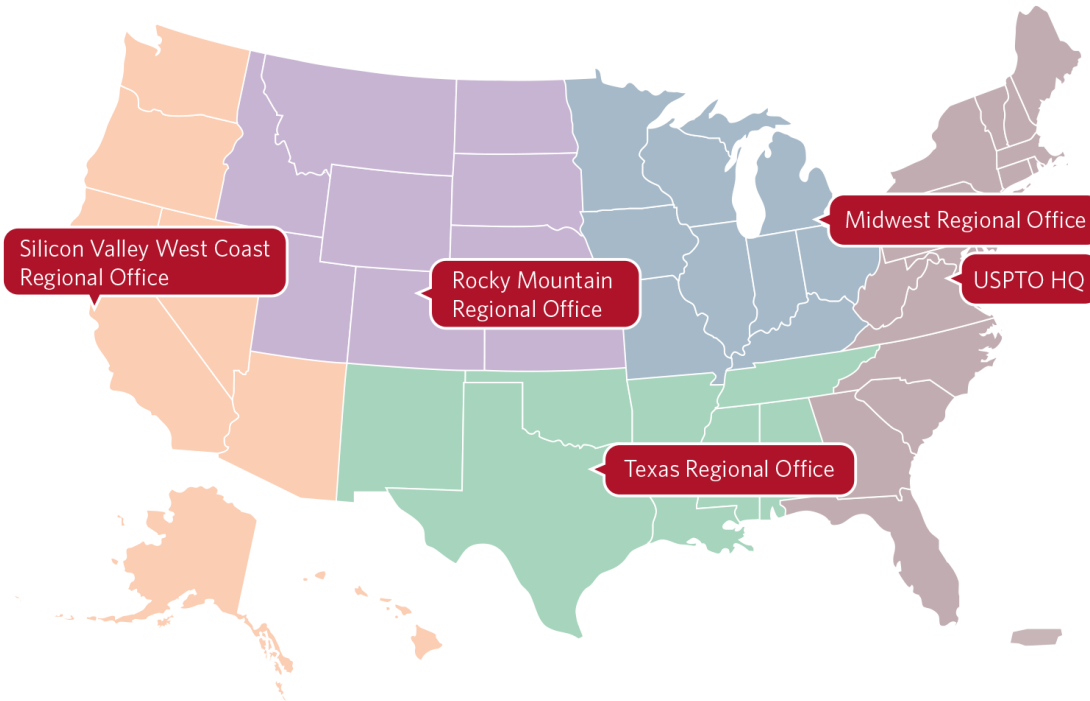 Midwest Regional Office
Silicon Valley West Coast
Regional Office
Rocky Mountain
Regional Office
USPTO HQ
Texas Regional Office